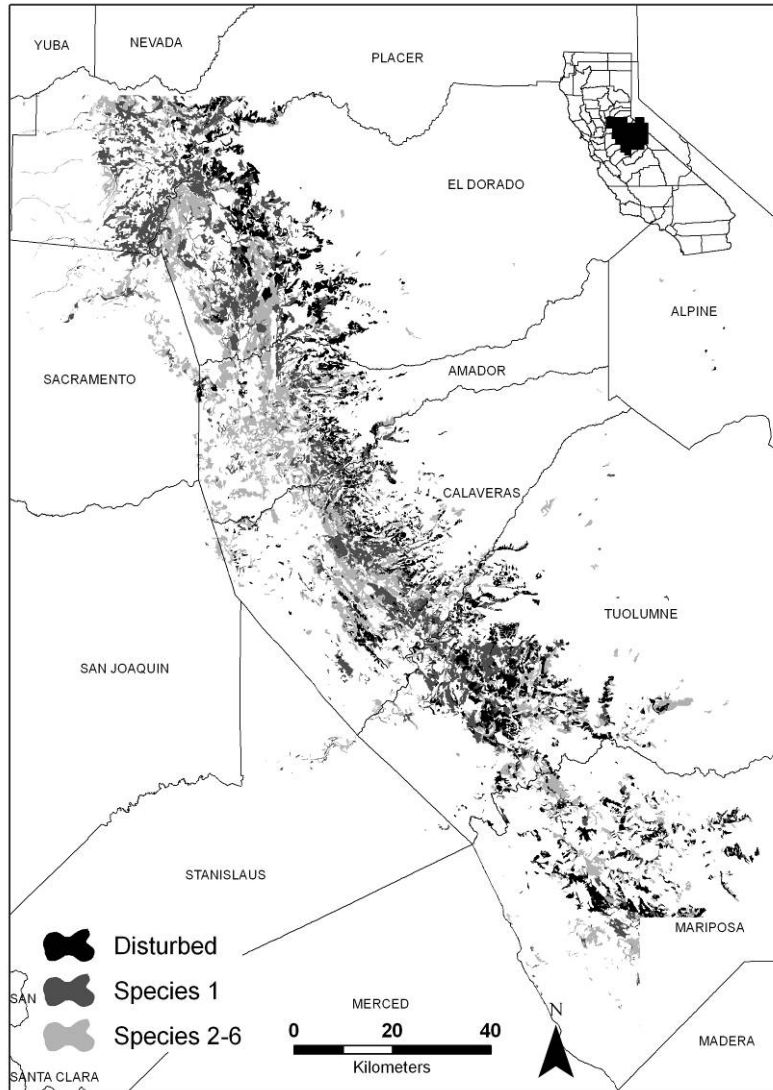 YUBA
NEVADA
PLACER
EL DORADO
ALPINE
SACRAMENTO
AMADOR
CALAVERAS
TUOLUMNE
SAN JOAQUIN
STANISLAUS
MARIPOSA
Disturbed
Species 1
SAN
Species 2-6
MERCED
N
0 20 40
Kilometers
MADERA
SANTA CLARA